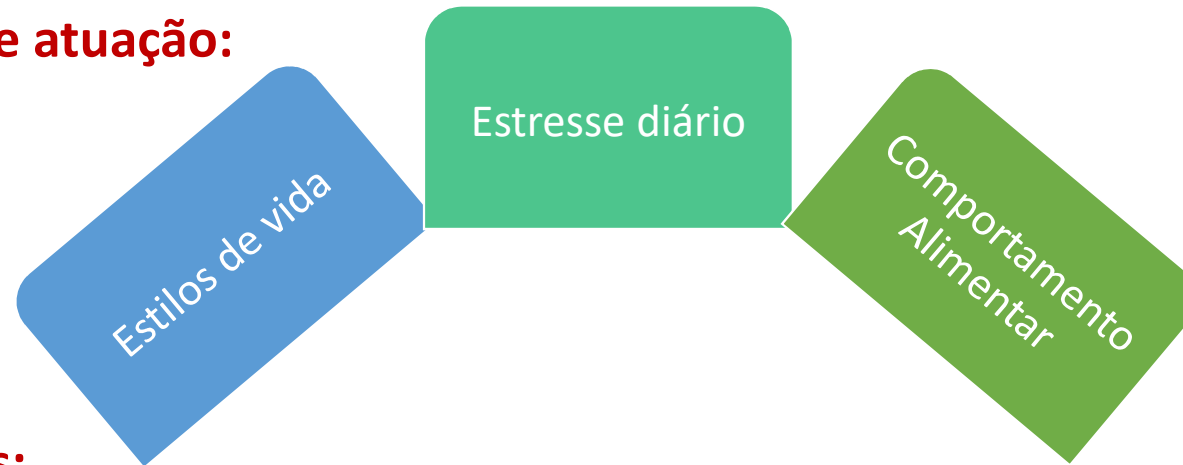 e atuação:
Estresse diário
Estilos de vida
Comportamento
Alimentar
s: